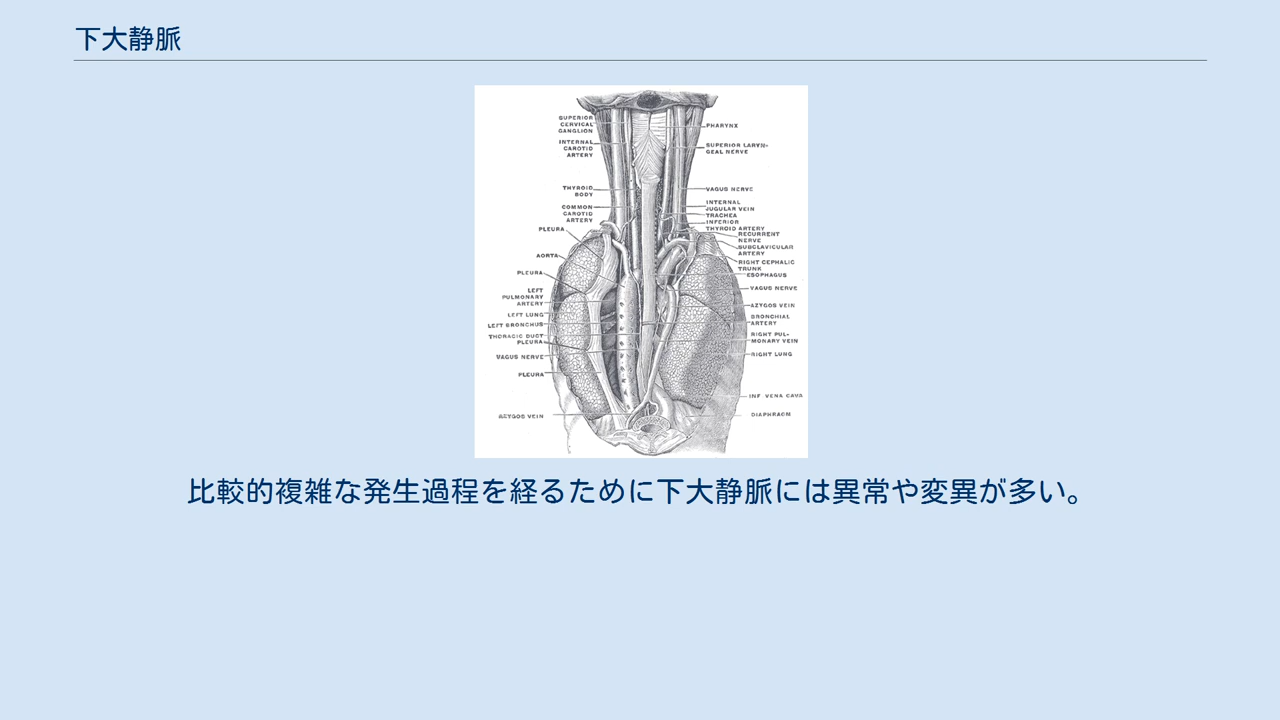 下大静脈
SUPERIOR
CERVICAL
GANGLION
INTERNAL
CAROTID
ARTERY
THYROID
BODY
COMMON
CAROTID
ARTERY
PLEURA
AORTA
PLEURA
LEFT
PULMONARY
ARTERY
LEFT LUNG
LEFT BRONCHUS
THORACIC DUCT
PLEURA
VAGUS NERVE
PLEURA
AZYGOS VEIN
PHARYNX
SUPERIOR LARYN-
GEAL NERVE
VAGUS NERVE
INTERNAL
JUGULAR VEIN
TRACHEA
INFERIOR
THYROID ARTERY
RECURRENT
NERVE
SUBCLAVICULAR
ARTERY
RIGHT CEPHALIC
TRUNK
ESOPHAGUS
VAGUS NERVE
AZYGOS VEIN
BRONCHIAL
ARTERY
RIGHT PUL-
MONARY VEIN
RIGHT LUNG
INF VENA CAVA
DIAPHRAGM
比較的複雑な発生過程を経るために下大静脈には異常や変異が多い。